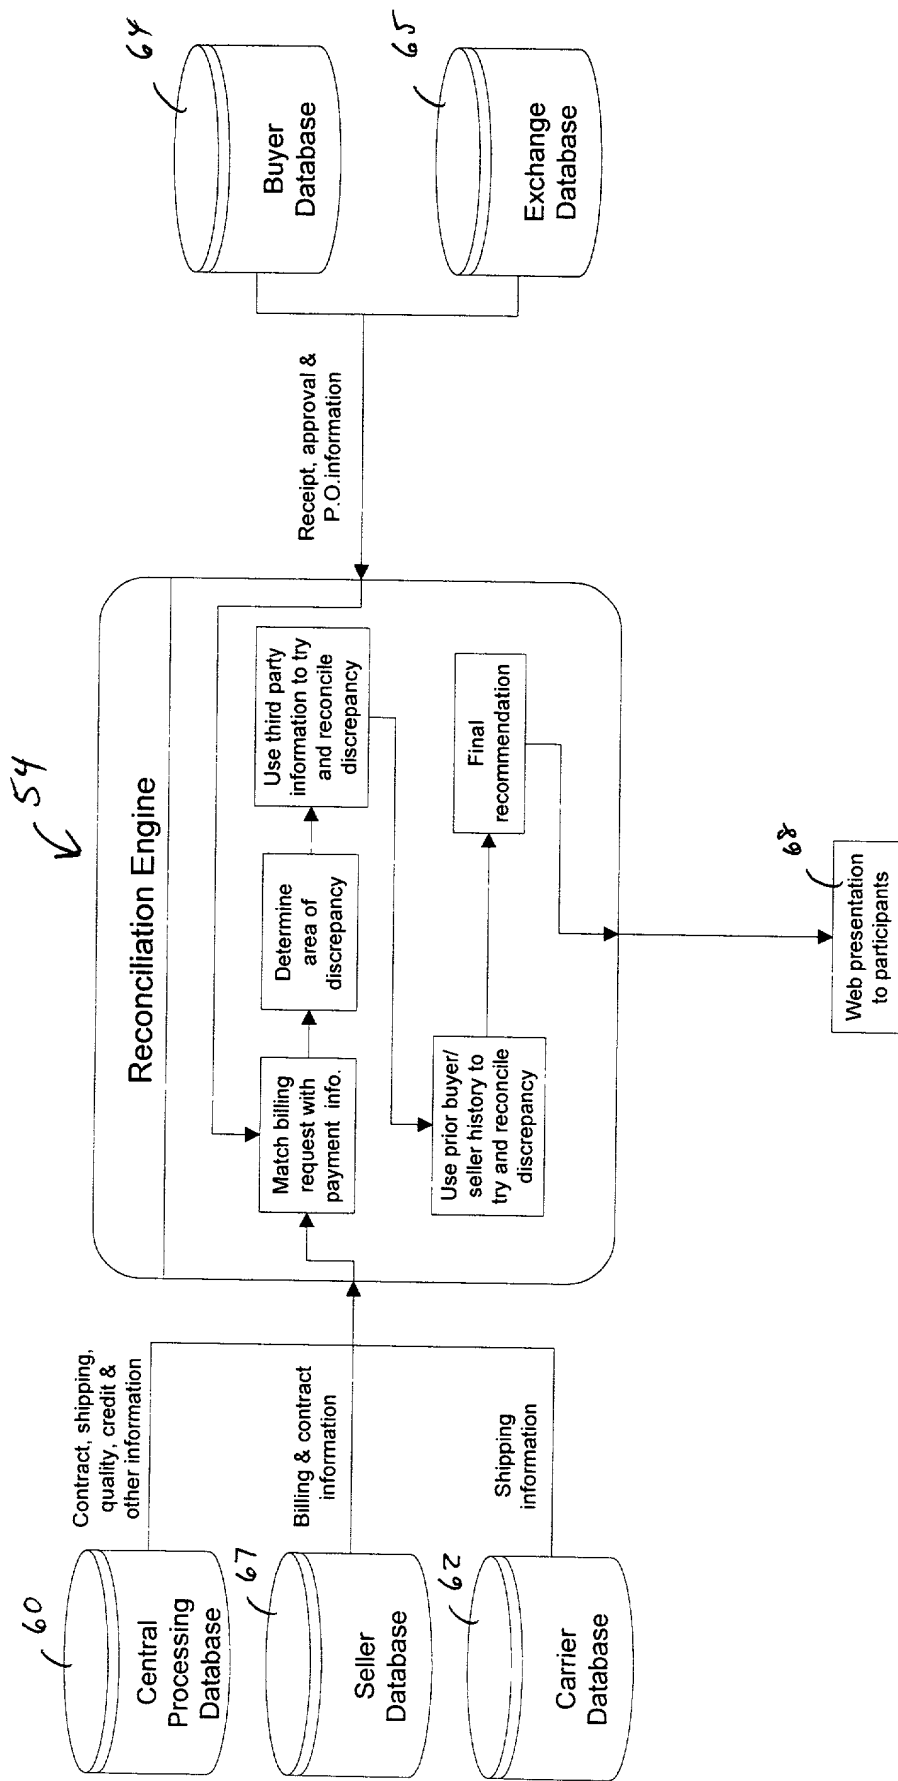 54
Reconciliation Engine
60
Central
Processing
Database
Contract, shipping,
quality, credit &
other information
67
Seller
Database
Billing & contract
information
62
Carrier
Database
Shipping
information
Match billing
request with
payment info.
Determine
area of
discrepancy
Use third party
information to try
and reconcile
discrepancy
Use prior buyer/
seller history to
try and reconcile
discrepancy
Final
recommendation
Receipt, approval &
P.O.information
64
Buyer
Database
65
Exchange
Database
68
Web presentation
to participants